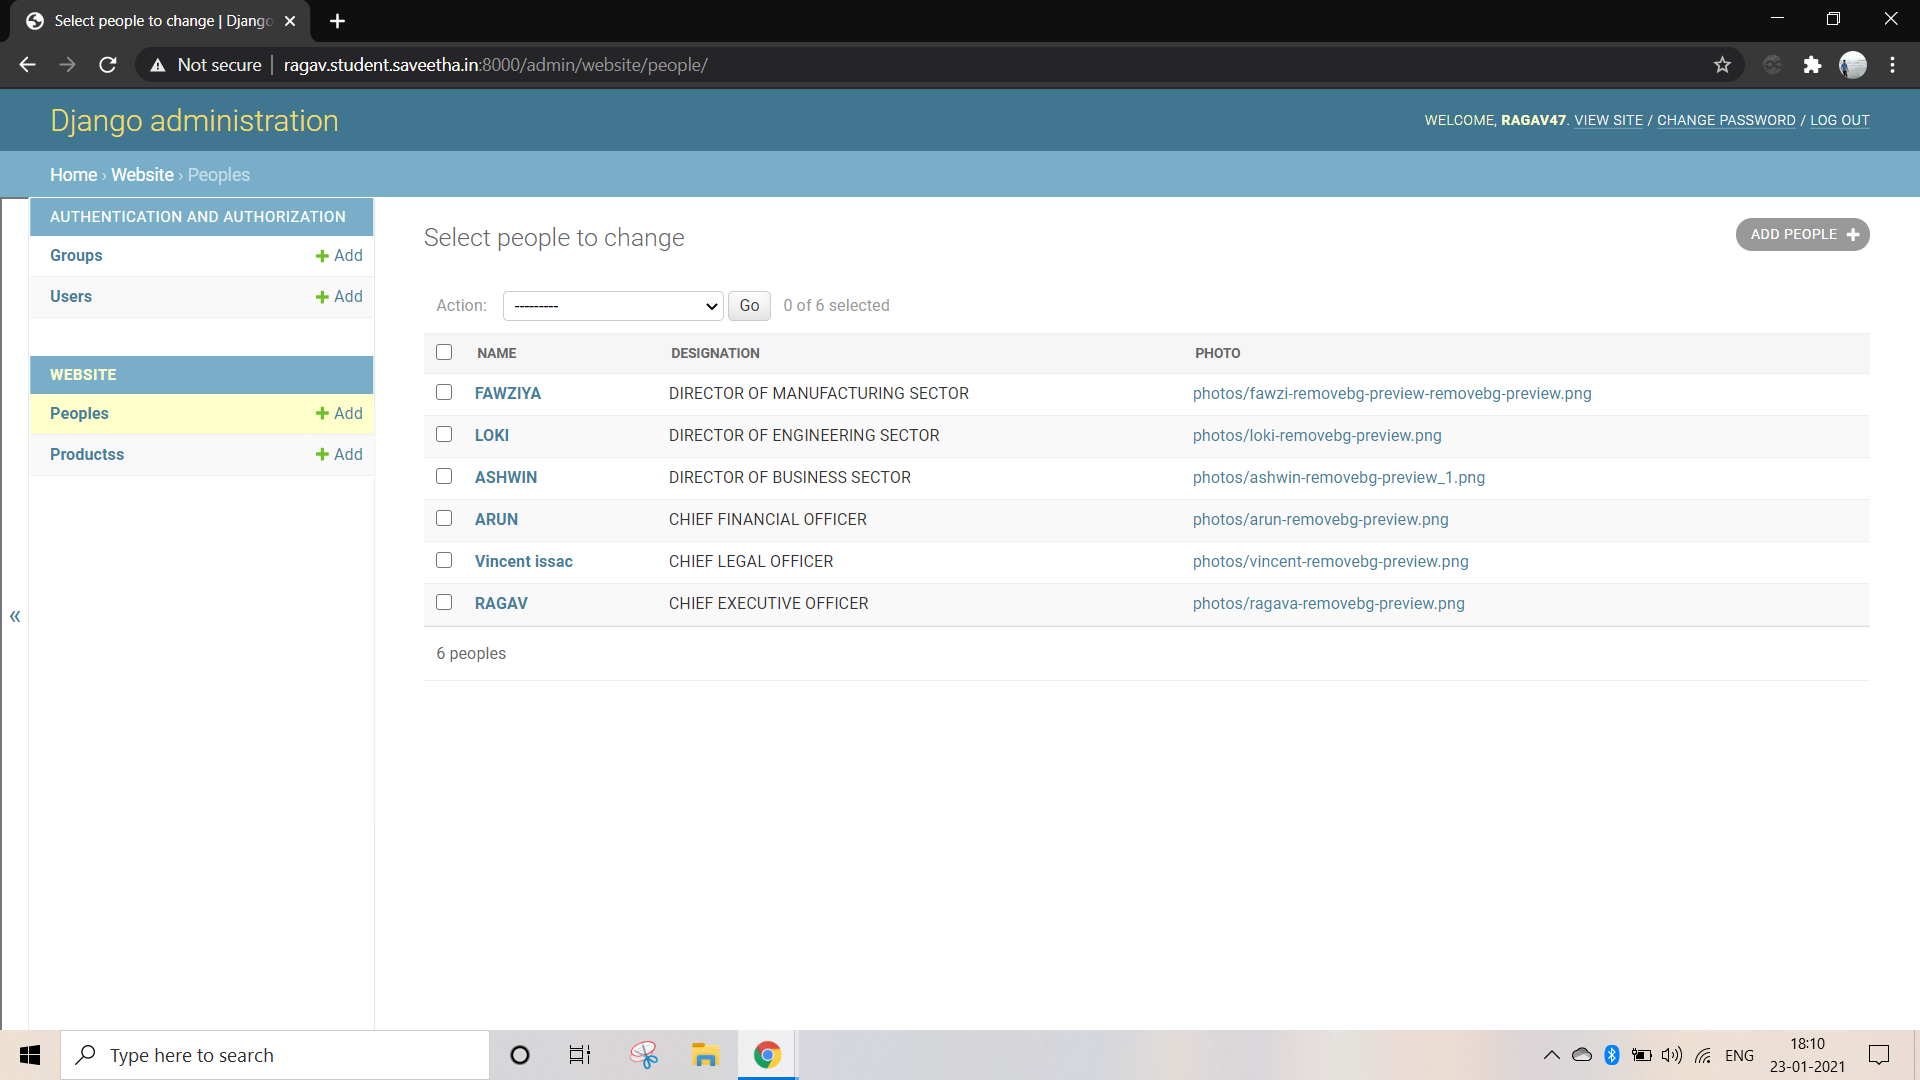 Select people to change | Django
Not secure | ragav.student.saveetha.in:8000/admin/website/people/
Django administration
WELCOME, RAGAV47. VIEW SITE / CHANGE PASSWORD / LOG OUT
Home › Website › Peoples
AUTHENTICATION AND AUTHORIZATION
Groups + Add
Users + Add
WEBSITE
Peoples + Add
Productss + Add
«
Select people to change
ADD PEOPLE +
Action: --------- Go 0 of 6 selected
NAME DESIGNATION PHOTO
FAWZIYA DIRECTOR OF MANUFACTURING SECTOR photos/fawzi-removebg-preview-removebg-preview.png
LOKI DIRECTOR OF ENGINEERING SECTOR photos/loki-removebg-preview.png
ASHWIN DIRECTOR OF BUSINESS SECTOR photos/ashwin-removebg-preview_1.png
ARUN CHIEF FINANCIAL OFFICER photos/arun-removebg-preview.png
Vincent issac CHIEF LEGAL OFFICER photos/vincent-removebg-preview.png
RAGAV CHIEF EXECUTIVE OFFICER photos/ragava-removebg-preview.png
6 peoples
Type here to search
ENG
18:10
23-01-2021